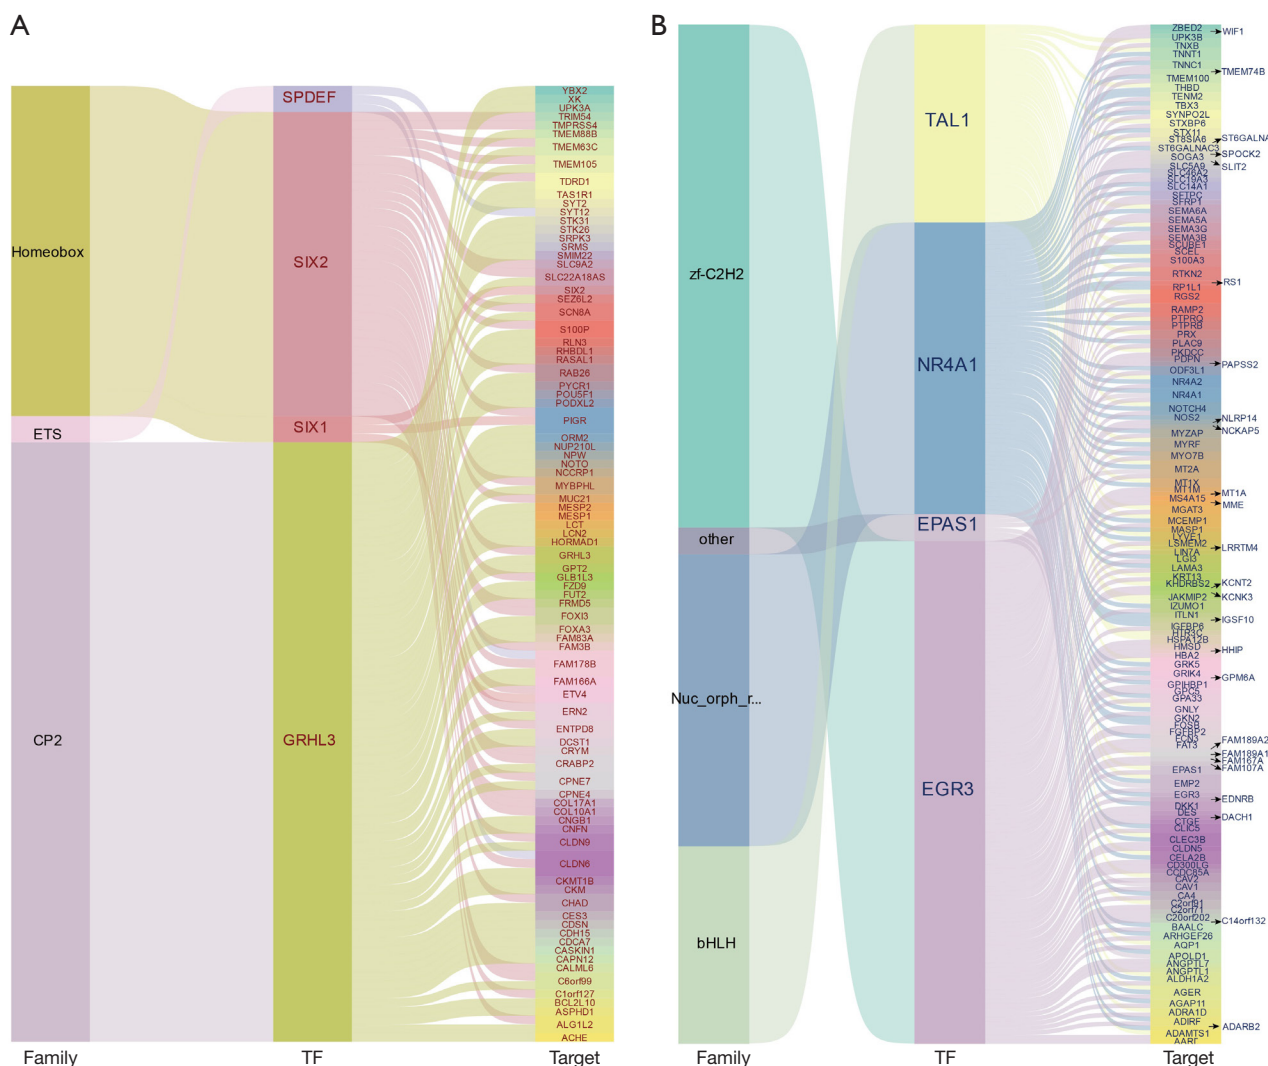 A
Homeobox
ETS
CP2
SPDEF
SIX2
SIX1
GRHL3
YBX2
XK
UPK3A
TRIM54
TMPRSS4
TMEM88B
TMEM63C
TMEM105
TDRD1
TAS1R1
SYT2
SYT12
STK31
STK26
SRPK3
SRMS
SMIM22
SLC9A2
SLC22A18AS
SIX2
SEZ6L2
SCN8A
S100P
RLN3
RHBDL1
RASAL1
RAB26
PYCR1
POU5F1
PODXL2
PIGR
ORM2
NUP210L
NPW
NOTO
NCCRP1
MYBPHL
MUC21
MESP2
MESP1
LCT
LCN2
HORMAD1
GRHL3
GPT2
GLB1L3
FZD9
FUT2
FRMD5
FOXI3
FOXA3
FAM83A
FAM3B
FAM178B
FAM166A
ETV4
ERN2
ENTPD8
DCST1
CRYM
CRABP2
CPNE7
CPNE4
COL17A1
COL10A1
CNGB1
CNFN
CLDN9
CLDN6
CKMT1B
CKM
CHAD
CES3
CDSN
CDH15
CDCA7
CASKIN1
CAPN12
CALML6
C6orf99
C1orf127
BCL2L10
ASPHD1
ALG1L2
ACHE
Family
TF
Target
B
zf-C2H2
other
Nuc_orph_r...
bHLH
TAL1
NR4A1
EPAS1
EGR3
ZBED2
WIF1
UPK3B
TNXB
TNNT1
TNNC1
TMEM74B
TMEM100
THBD
TENM2
TBX3
SYNPO2L
STXBP6
STX11
ST8SIA6
ST6GALNA
ST6GALNAC3
SPOCK2
SOGA3
SLIT2
SLC5A9
SLC46A2
SLC19A3
SLC14A1
SFTPC
SFRP1
SEMA6A
SEMA5A
SEMA3G
SEMA3B
SCUBE1
SCEL
S100A3
RTKN2
RS1
RP1L1
RGS2
RAMP2
PTPRQ
PTPRB
PRX
PLAC9
PKDCC
PDPN
PAPSS2
ODF3L1
NR4A2
NR4A1
NOTCH4
NOS2
NLRP14
NCKAP5
MYZAP
MYRF
MYO7B
MT2A
MT1X
MT1M
MT1A
MS4A15
MME
MGAT3
MCEMP1
MASP1
LYVE1
LSMEM2
LRRTM4
LIN7A
LGI3
LAMA3
KRT13
KHDRBS2
KCNT2
JAKMIP2
KCNK3
IZUMO1
ITLN1
IGSF10
IGFBP6
HTR3C
HSPA12B
HMSD
HHIP
HBA2
GRK5
GRIK4
GPM6A
GPIHBP1
GPC5
GPA33
GNLY
GKN2
FOSB
FGFBP2
FCN3
FAT3
FAM189A2
FAM189A1
FAM167A
FAM107A
EPAS1
EMP2
EGR3
EDNRB
DKK1
DES
DACH1
CTGF
CLIC5
CLEC3B
CLDN5
CELA2B
CD300LG
CCDC85A
CAV2
CAV1
CA4
C2orf91
C2orf71
C20orf202
C14orf132
BAALC
ARHGEF26
AQP1
APOLD1
ANGPTL7
ANGPTL1
ALDH1A2
AGER
AGAP11
ADRA1D
ADIRF
ADARB2
ADAMTS1
Family
TF
Target